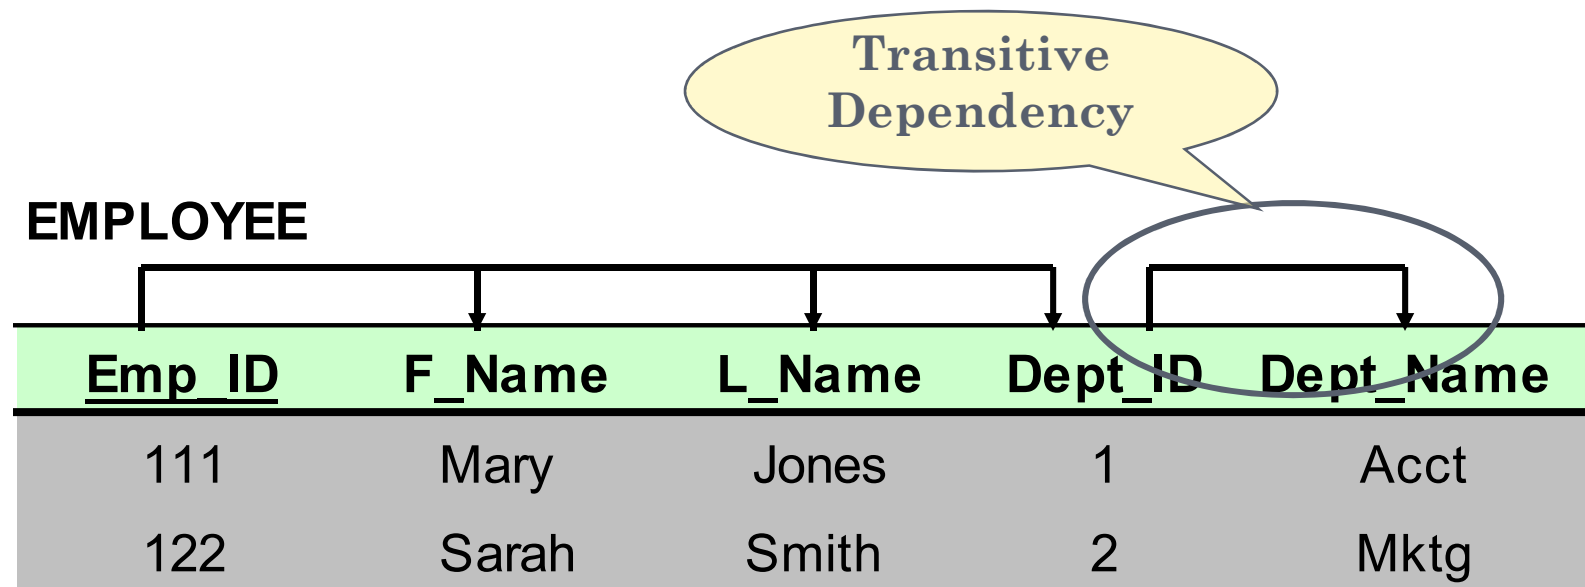 Transitive
Dependency
EMPLOYEE
Emp_ID F_Name L_Name Dept_ID Dept_Name
111 Mary Jones 1 Acct
122 Sarah Smith 2 Mktg